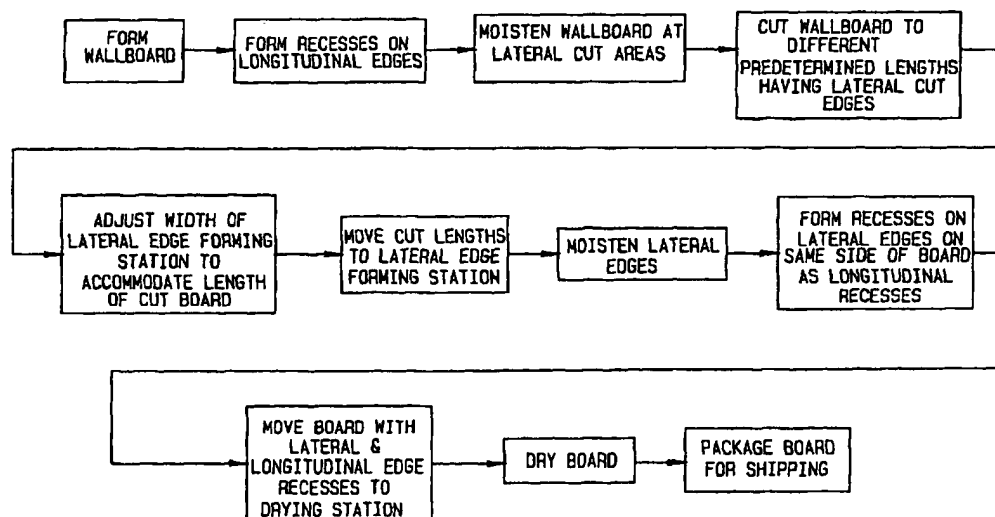 FORM
WALLBOARD
FORM RECESSES ON
LONGITUDINAL EDGES
MOISTEN WALLBOARD AT
LATERAL CUT AREAS
CUT WALLBOARD TO
DIFFERENT
PREDETERMINED LENGTHS
HAVING LATERAL CUT
EDGES
ADJUST WIDTH OF
LATERAL EDGE FORMING
STATION TO
ACCOMMODATE LENGTH
OF CUT BOARD
MOVE CUT LENGTHS
TO LATERAL EDGE
FORMING STATION
MOISTEN LATERAL
EDGES
FORM RECESSES ON
LATERAL EDGES ON
SAME SIDE OF BOARD
AS LONGITUDINAL
RECESSES
MOVE BOARD WITH
LATERAL &
LONGITUDINAL EDGE
RECESSES TO
DRYING STATION
DRY BOARD
PACKAGE BOARD
FOR SHIPPING